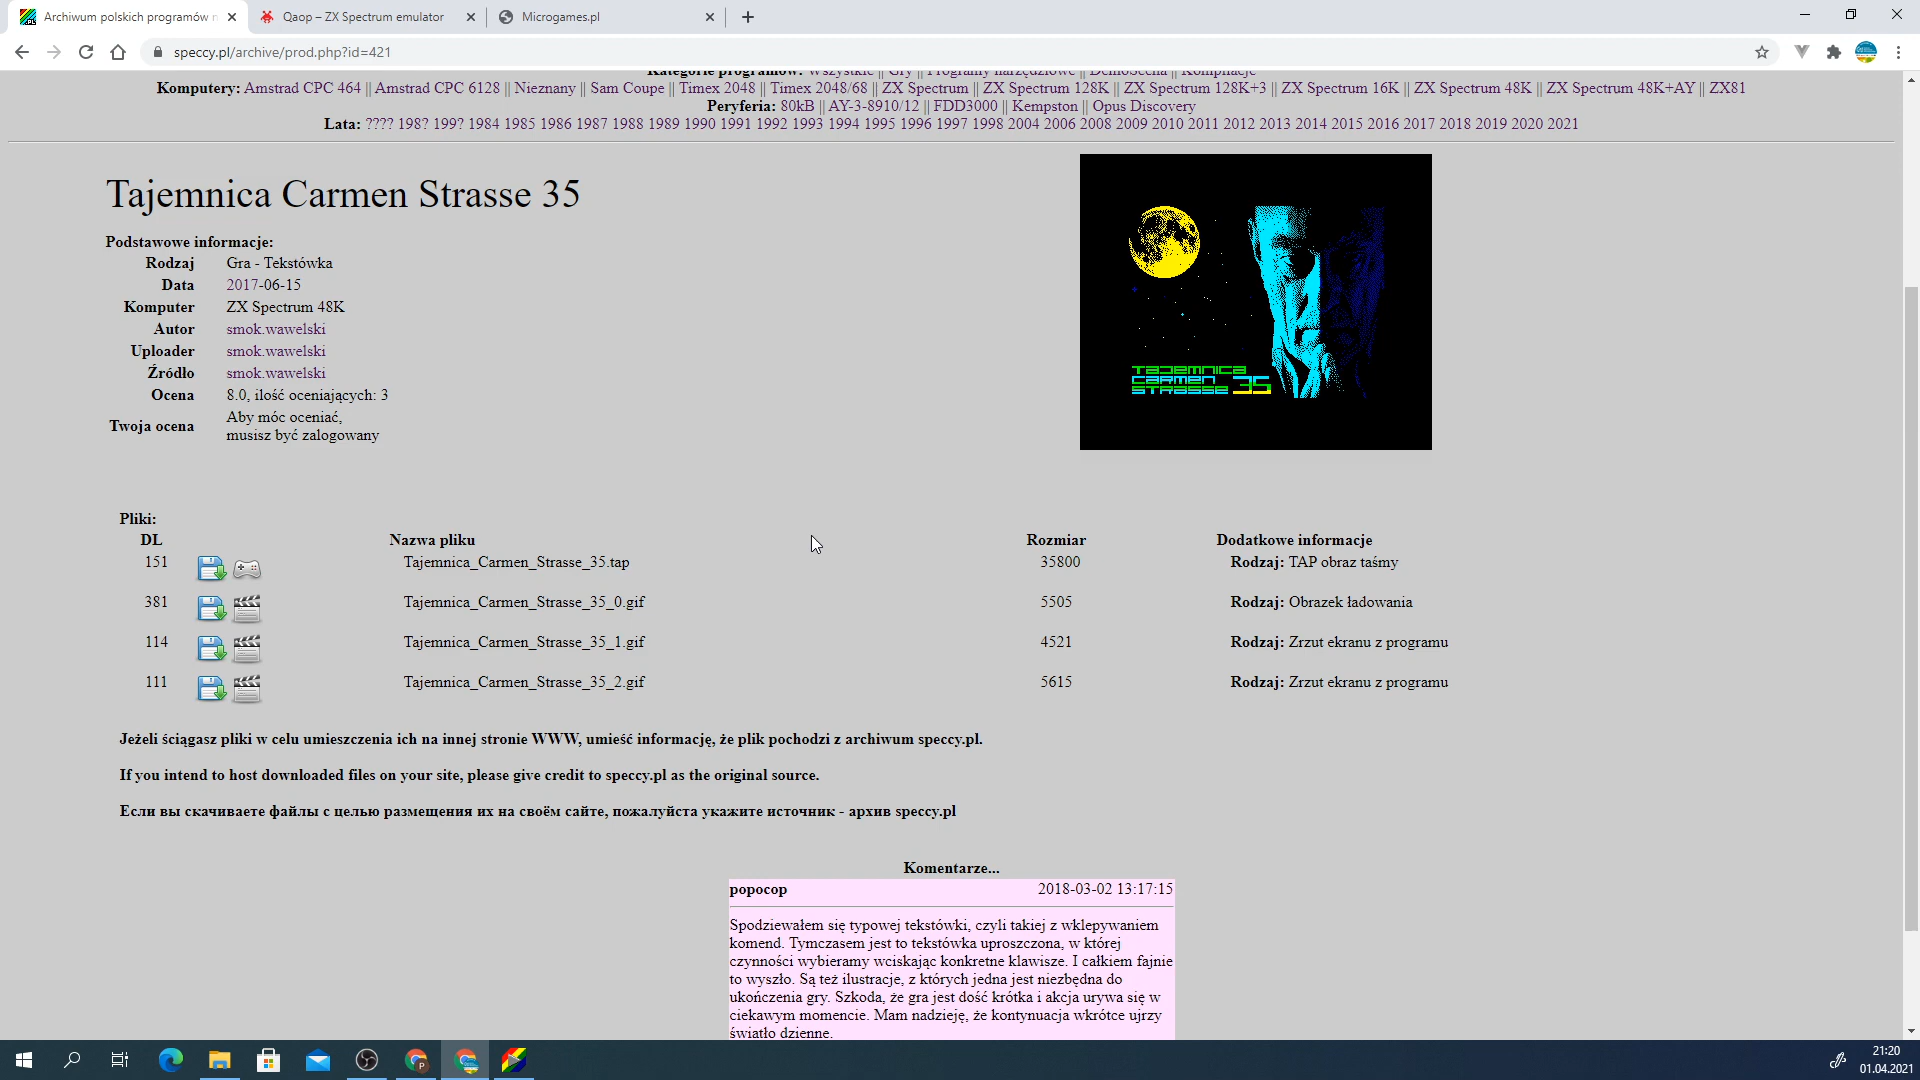 Archiwum polskich programów n
Qaop – ZX Spectrum emulator
Microgames.pl
speccy.pl/archive/prod.php?id=421
Kategorie programów: Wszystkie || Gry || Programy narzędziowe || DemoScena || Kompilacje
Komputery: Amstrad CPC 464 || Amstrad CPC 6128 || Nieznany || Sam Coupe || Timex 2048 || Timex 2048/68 || ZX Spectrum || ZX Spectrum 128K || ZX Spectrum 128K+3 || ZX Spectrum 16K || ZX Spectrum 48K || ZX Spectrum 48K+AY || ZX81
Peryferia: 80kB || AY-3-8910/12 || FDD3000 || Kempston || Opus Discovery
Lata: ???? 198? 199? 1984 1985 1986 1987 1988 1989 1990 1991 1992 1993 1994 1995 1996 1997 1998 2004 2006 2008 2009 2010 2011 2012 2013 2014 2015 2016 2017 2018 2019 2020 2021
Tajemnica Carmen Strasse 35
Podstawowe informacje:
Rodzaj Gra - Tekstówka
Data 2017-06-15
Komputer ZX Spectrum 48K
Autor smok.wawelski
Uploader smok.wawelski
Źródło smok.wawelski
Ocena 8.0, ilość oceniających: 3
Twoja ocena Aby móc oceniać,
musisz być zalogowany
TAJEMNICA
CARMEN
STRASSE 35
Pliki:
DL Nazwa pliku Rozmiar Dodatkowe informacje
151 Tajemnica_Carmen_Strasse_35.tap 35800 Rodzaj: TAP obraz taśmy
381 Tajemnica_Carmen_Strasse_35_0.gif 5505 Rodzaj: Obrazek ładowania
114 Tajemnica_Carmen_Strasse_35_1.gif 4521 Rodzaj: Zrzut ekranu z programu
111 Tajemnica_Carmen_Strasse_35_2.gif 5615 Rodzaj: Zrzut ekranu z programu
Jeżeli ściągasz pliki w celu umieszczenia ich na innej stronie WWW, umieść informację, że plik pochodzi z archiwum speccy.pl.
If you intend to host downloaded files on your site, please give credit to speccy.pl as the original source.
Если вы скачиваете файлы с целью размещения их на своём сайте, пожалуйста укажите источник - архив speccy.pl
Komentarze...
popocop 2018-03-02 13:17:15
Spodziewałem się typowej tekstówki, czyli takiej z wklepywaniem
komend. Tymczasem jest to tekstówka uproszczona, w której
czynności wybieramy wciskając konkretne klawisze. I całkiem fajnie
to wyszło. Są też ilustracje, z których jedna jest niezbędna do
ukończenia gry. Szkoda, że gra jest dość krótka i akcja urywa się w
ciekawym momencie. Mam nadzieję, że kontynuacja wkrótce ujrzy
światło dzienne.
21:20
01.04.2021